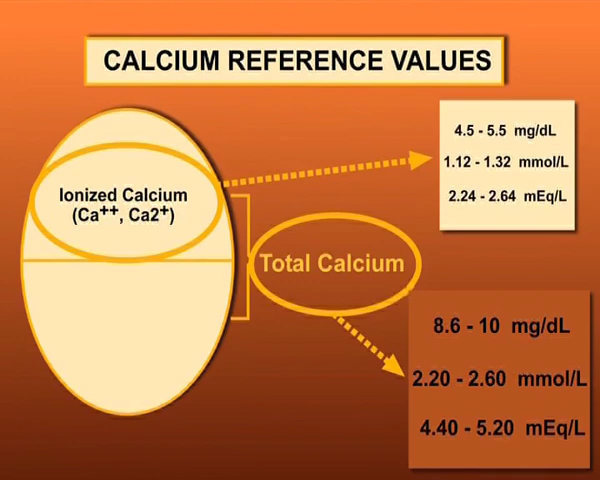 CALCIUM REFERENCE VALUES
Ionized Calcium
(Ca++, Ca2+)
4.5 - 5.5 mg/dL
1.12 - 1.32 mmol/L
2.24 - 2.64 mEq/L
Total Calcium
8.6 - 10 mg/dL
2.20 - 2.60 mmol/L
4.40 - 5.20 mEq/L